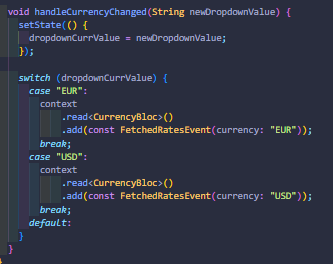 void handleCurrencyChanged(String newDropdownValue) {
  setState(() {
    dropdownCurrValue = newDropdownValue;
  });

  switch (dropdownCurrValue) {
    case "EUR":
      context
          .read<CurrencyBloc>()
          .add(const FetchedRatesEvent(currency: "EUR"));
      break;
    case "USD":
      context
          .read<CurrencyBloc>()
          .add(const FetchedRatesEvent(currency: "USD"));
      break;
    default:
  }
}